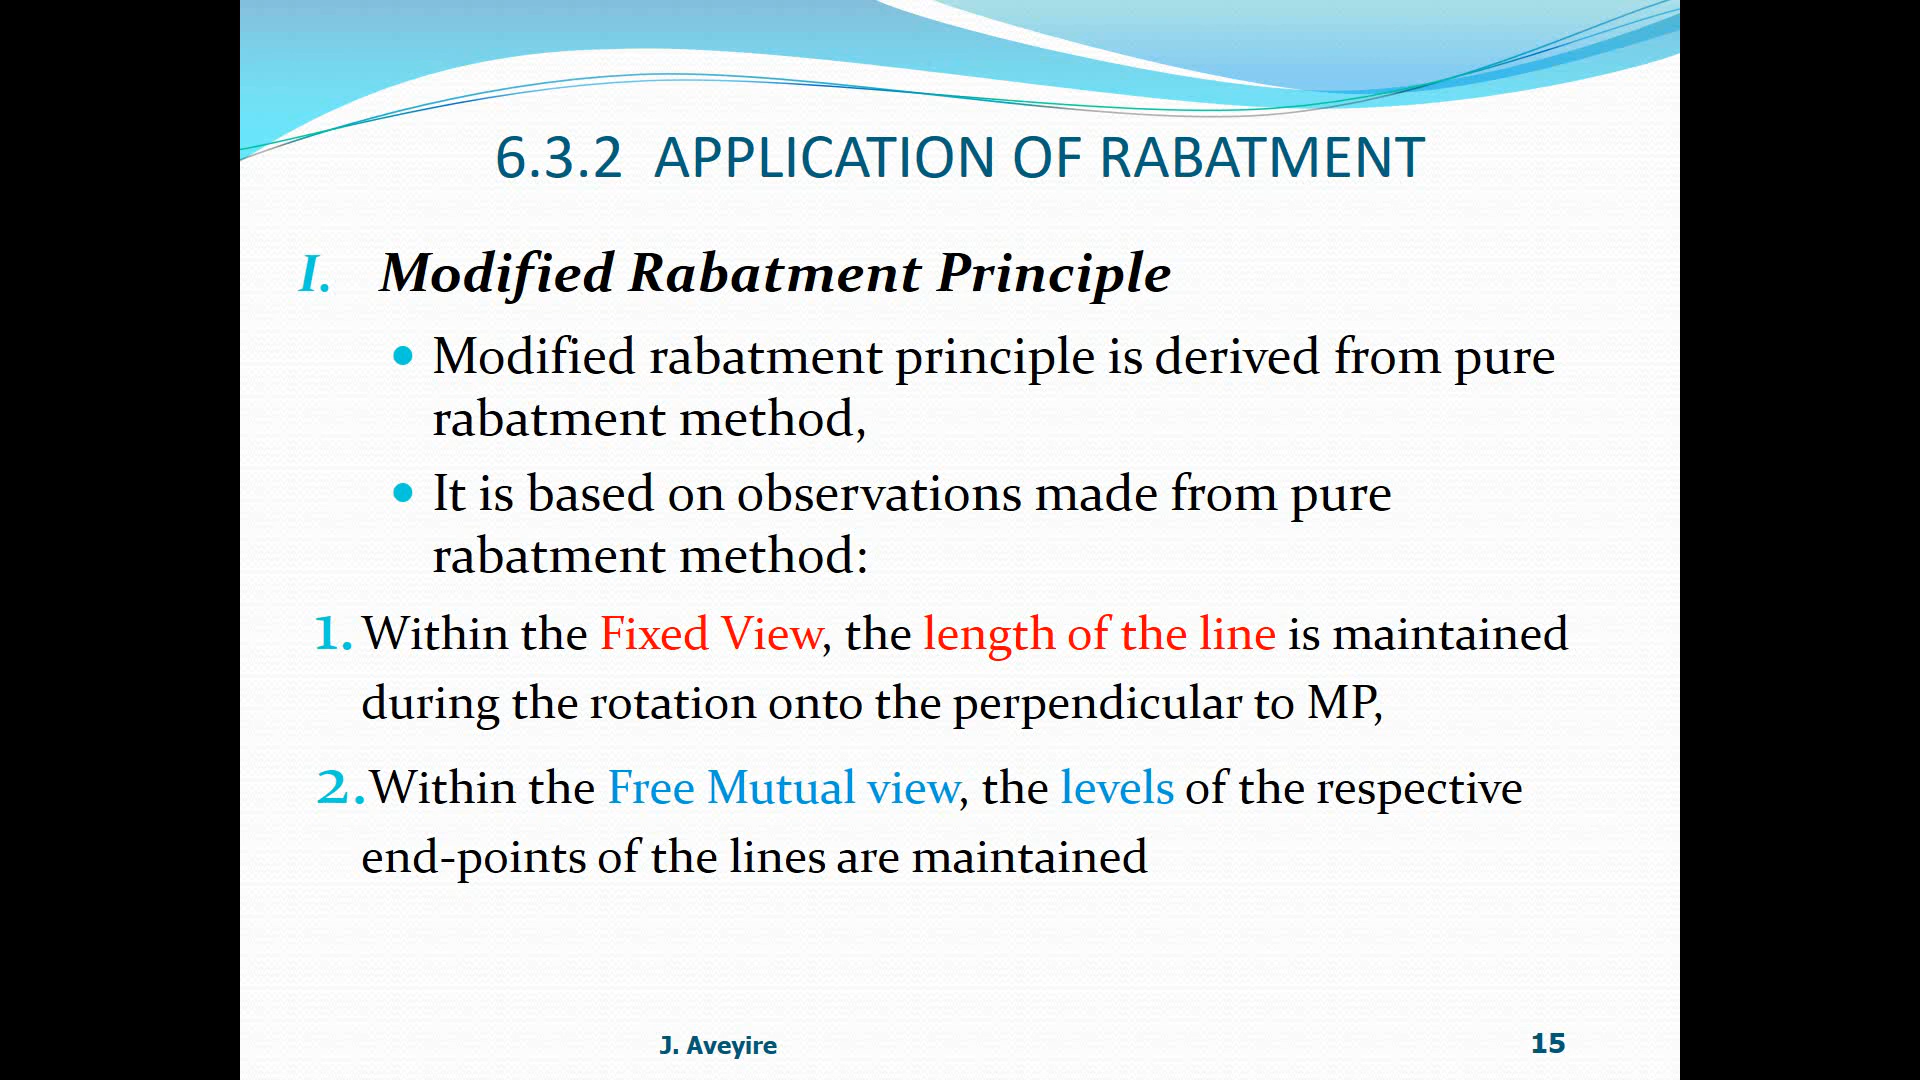 6.3.2 APPLICATION OF RABATMENT
I. Modified Rabatment Principle
• Modified rabatment principle is derived from pure
rabatment method,
• It is based on observations made from pure
rabatment method:
1. Within the Fixed View, the length of the line is maintained
during the rotation onto the perpendicular to MP,
2. Within the Free Mutual view, the levels of the respective
end-points of the lines are maintained
J. Aveyire
15